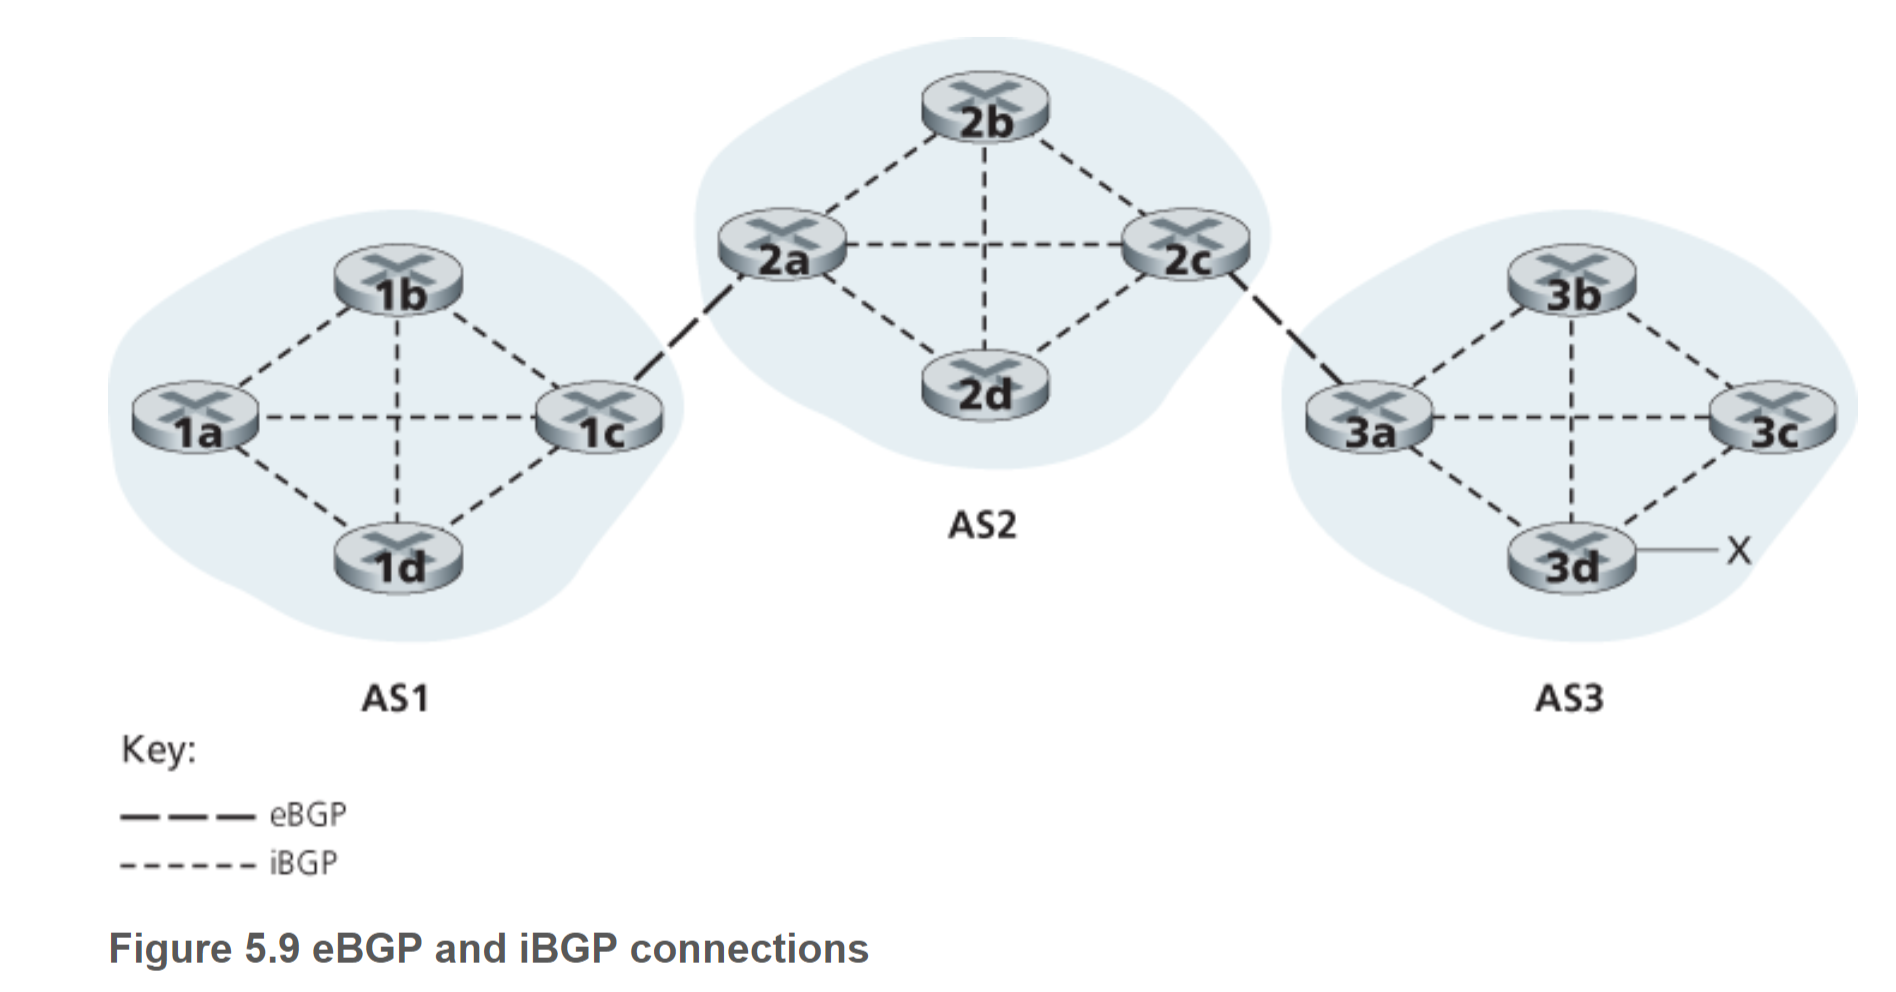 2b
2a
2c
1b
3b
1a
1c
3a
3c
2d
AS2
1d
3d
X
AS1
AS3
Key:
eBGP
iBGP
Figure 5.9 eBGP and iBGP connections